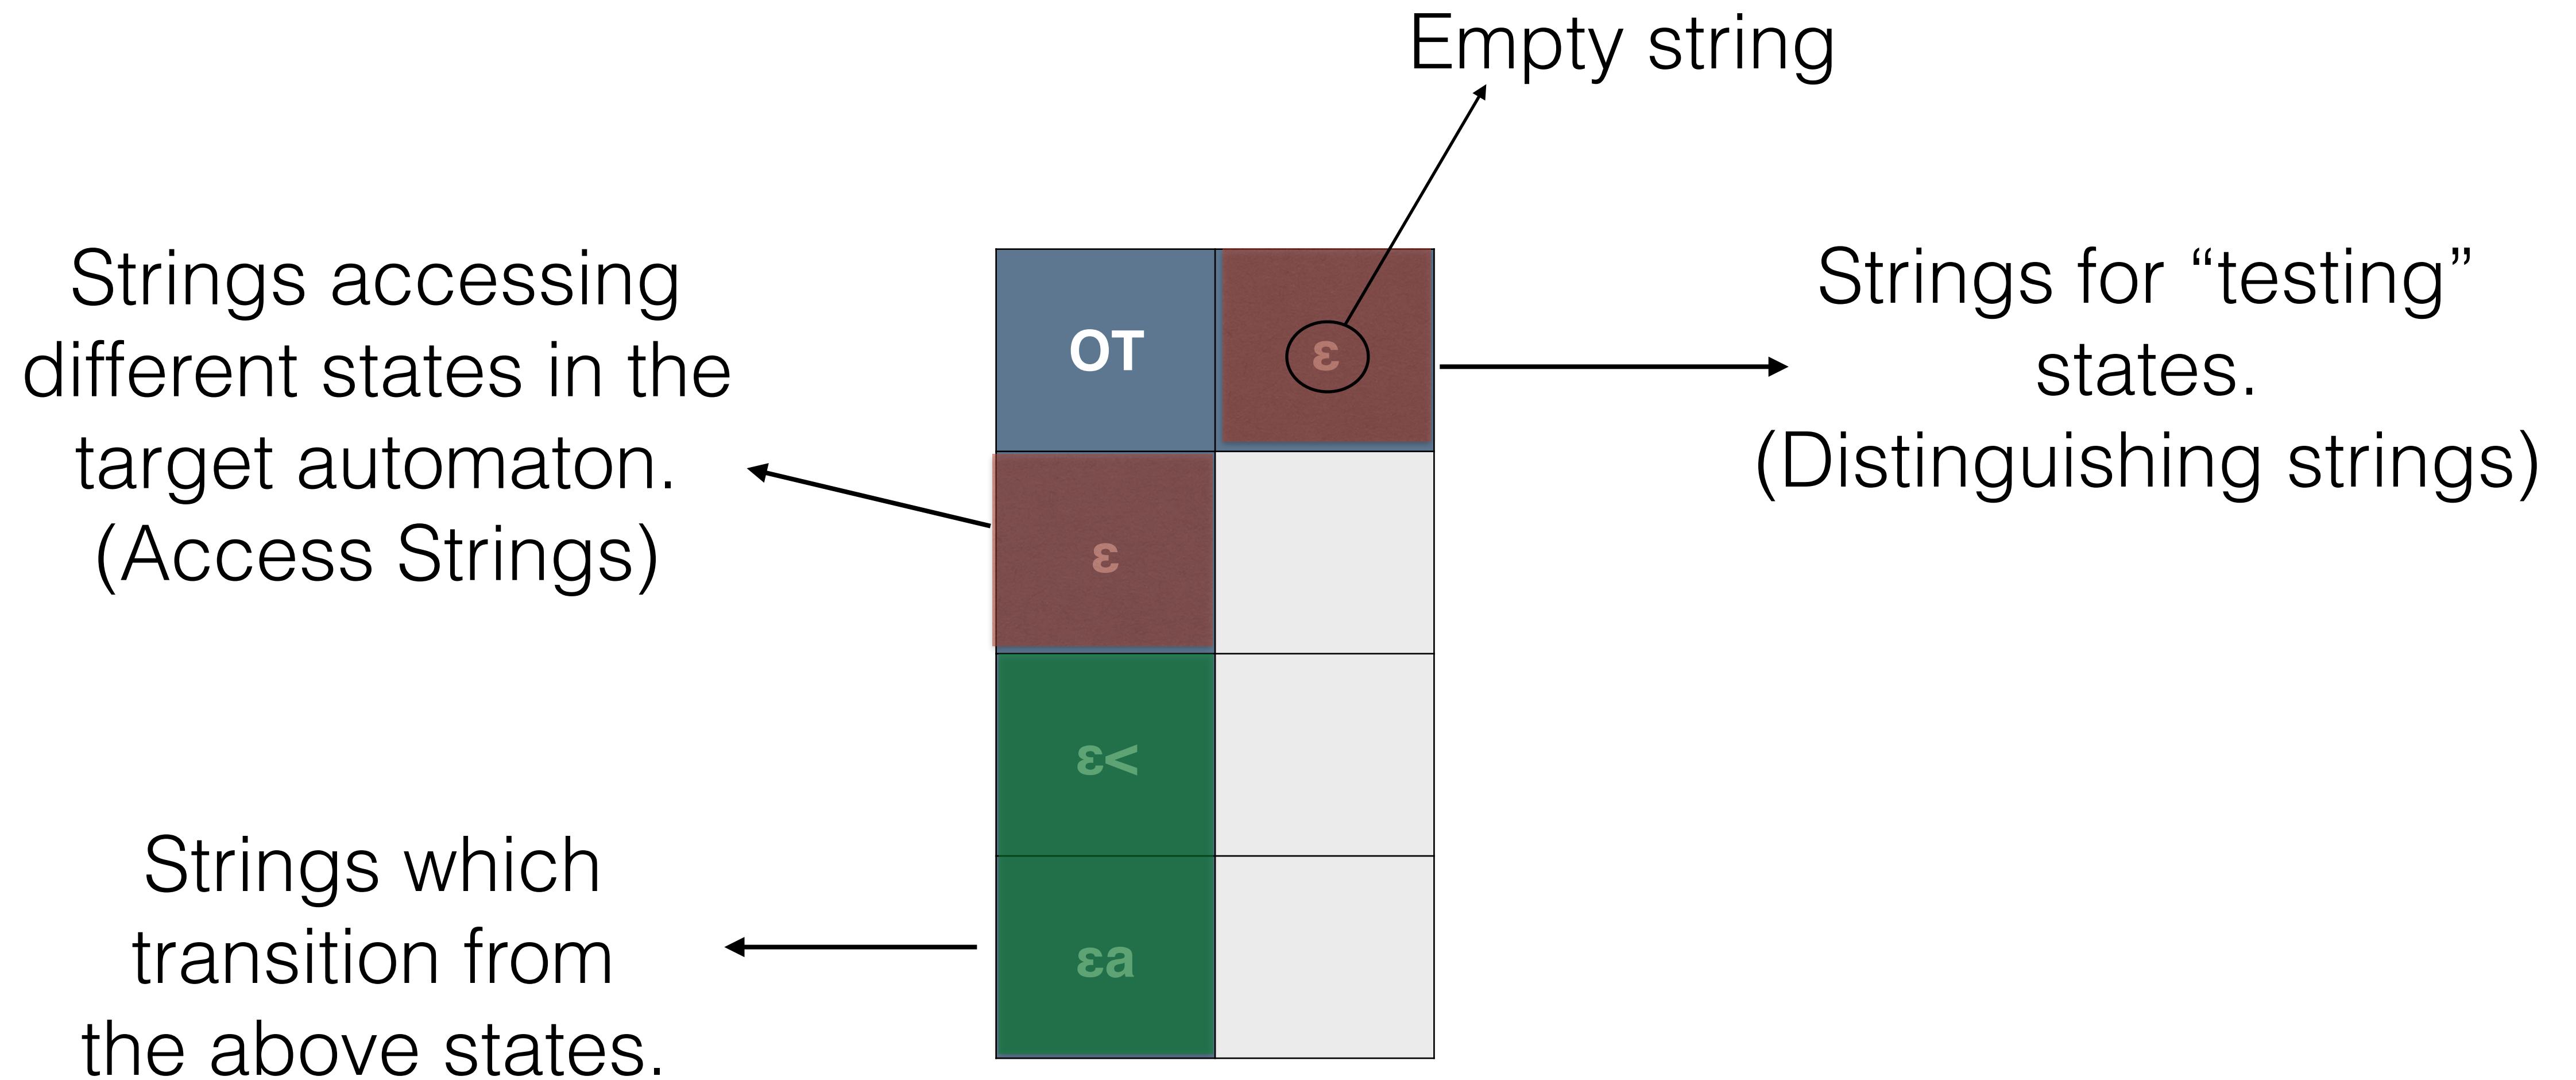 Empty string
Strings accessing
different states in the
target automaton.
(Access Strings)
OT
ε
Strings for “testing”
states.
(Distinguishing strings)
ε
ε<
εa
Strings which
transition from
the above states.